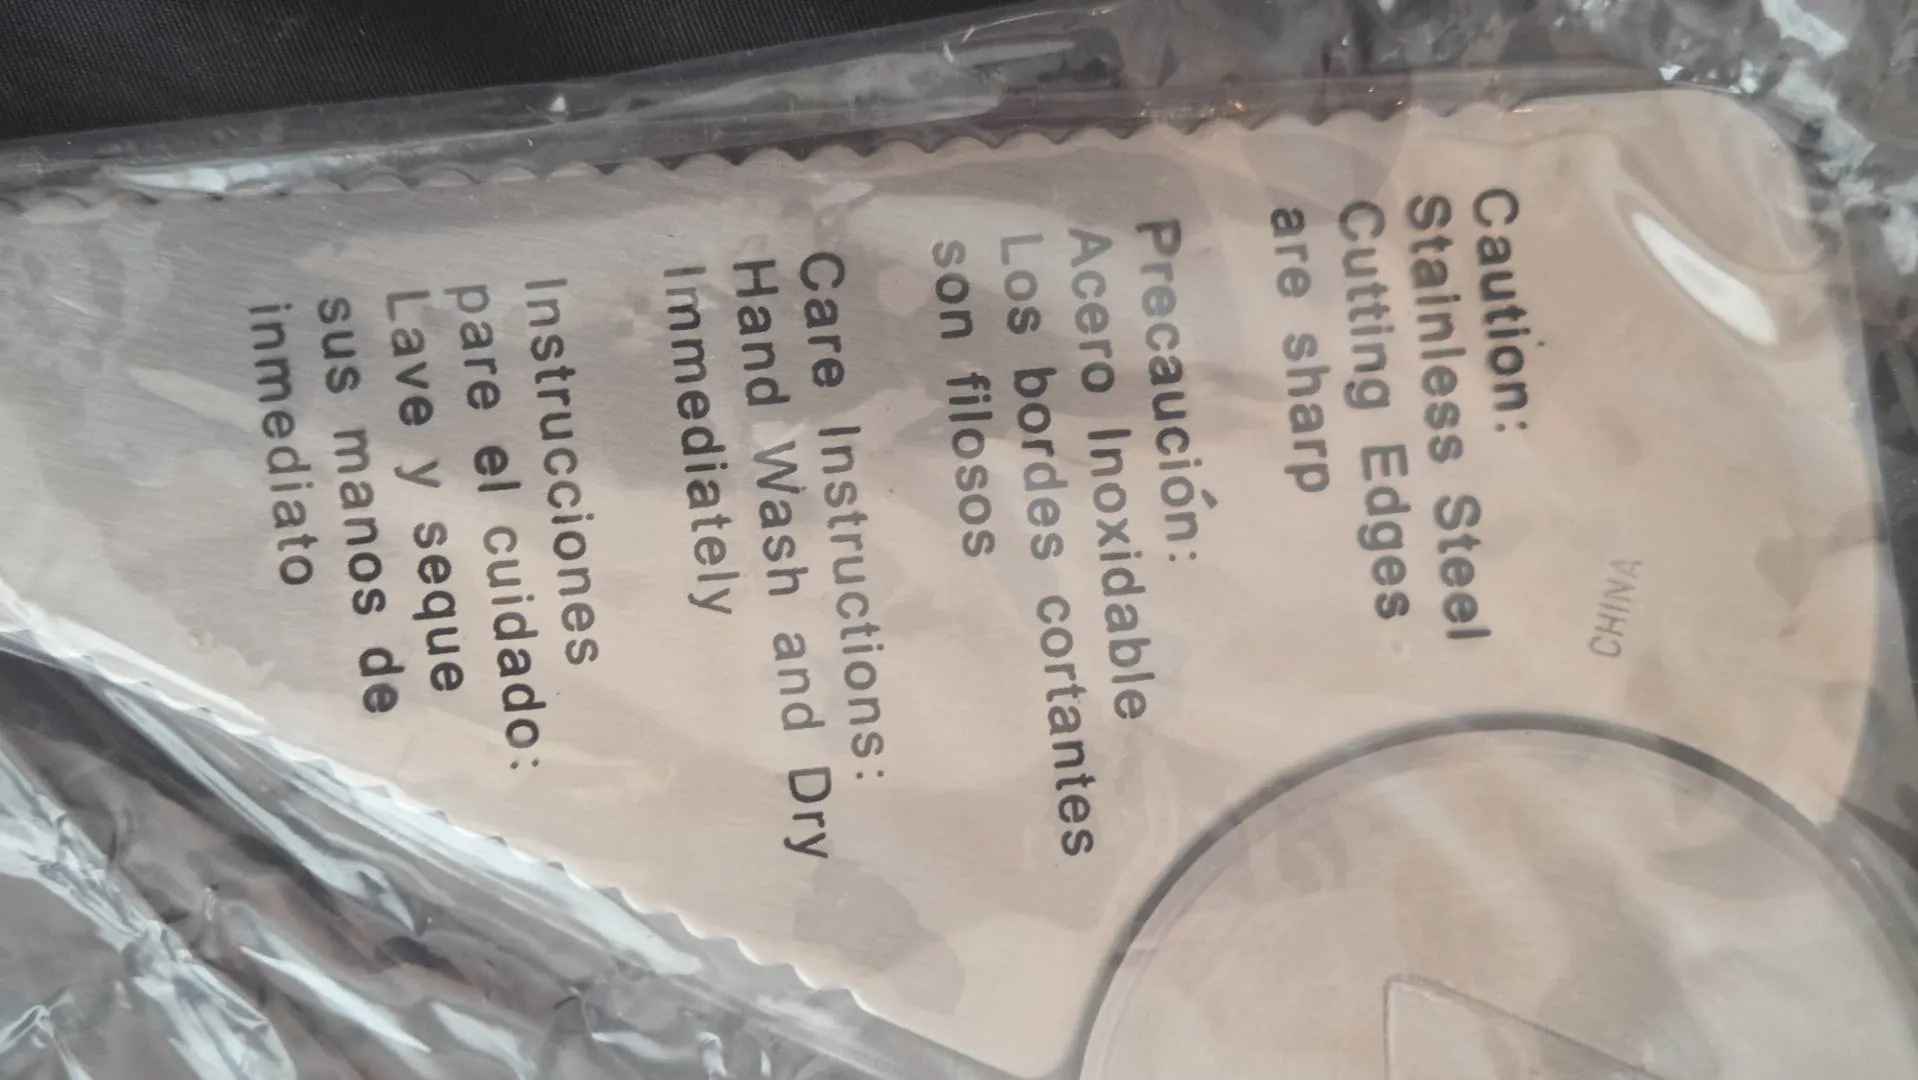 CHINA
Caution:
Stainless Steel
Cutting Edges
are sharp
Precaución:
Acero Inoxidable
Los bordes cortantes
son filosos
Care Instructions:
Hand Wash and Dry
Immediately
Instrucciones
pare el cuidado:
Lave y seque
sus manos de
inmediato